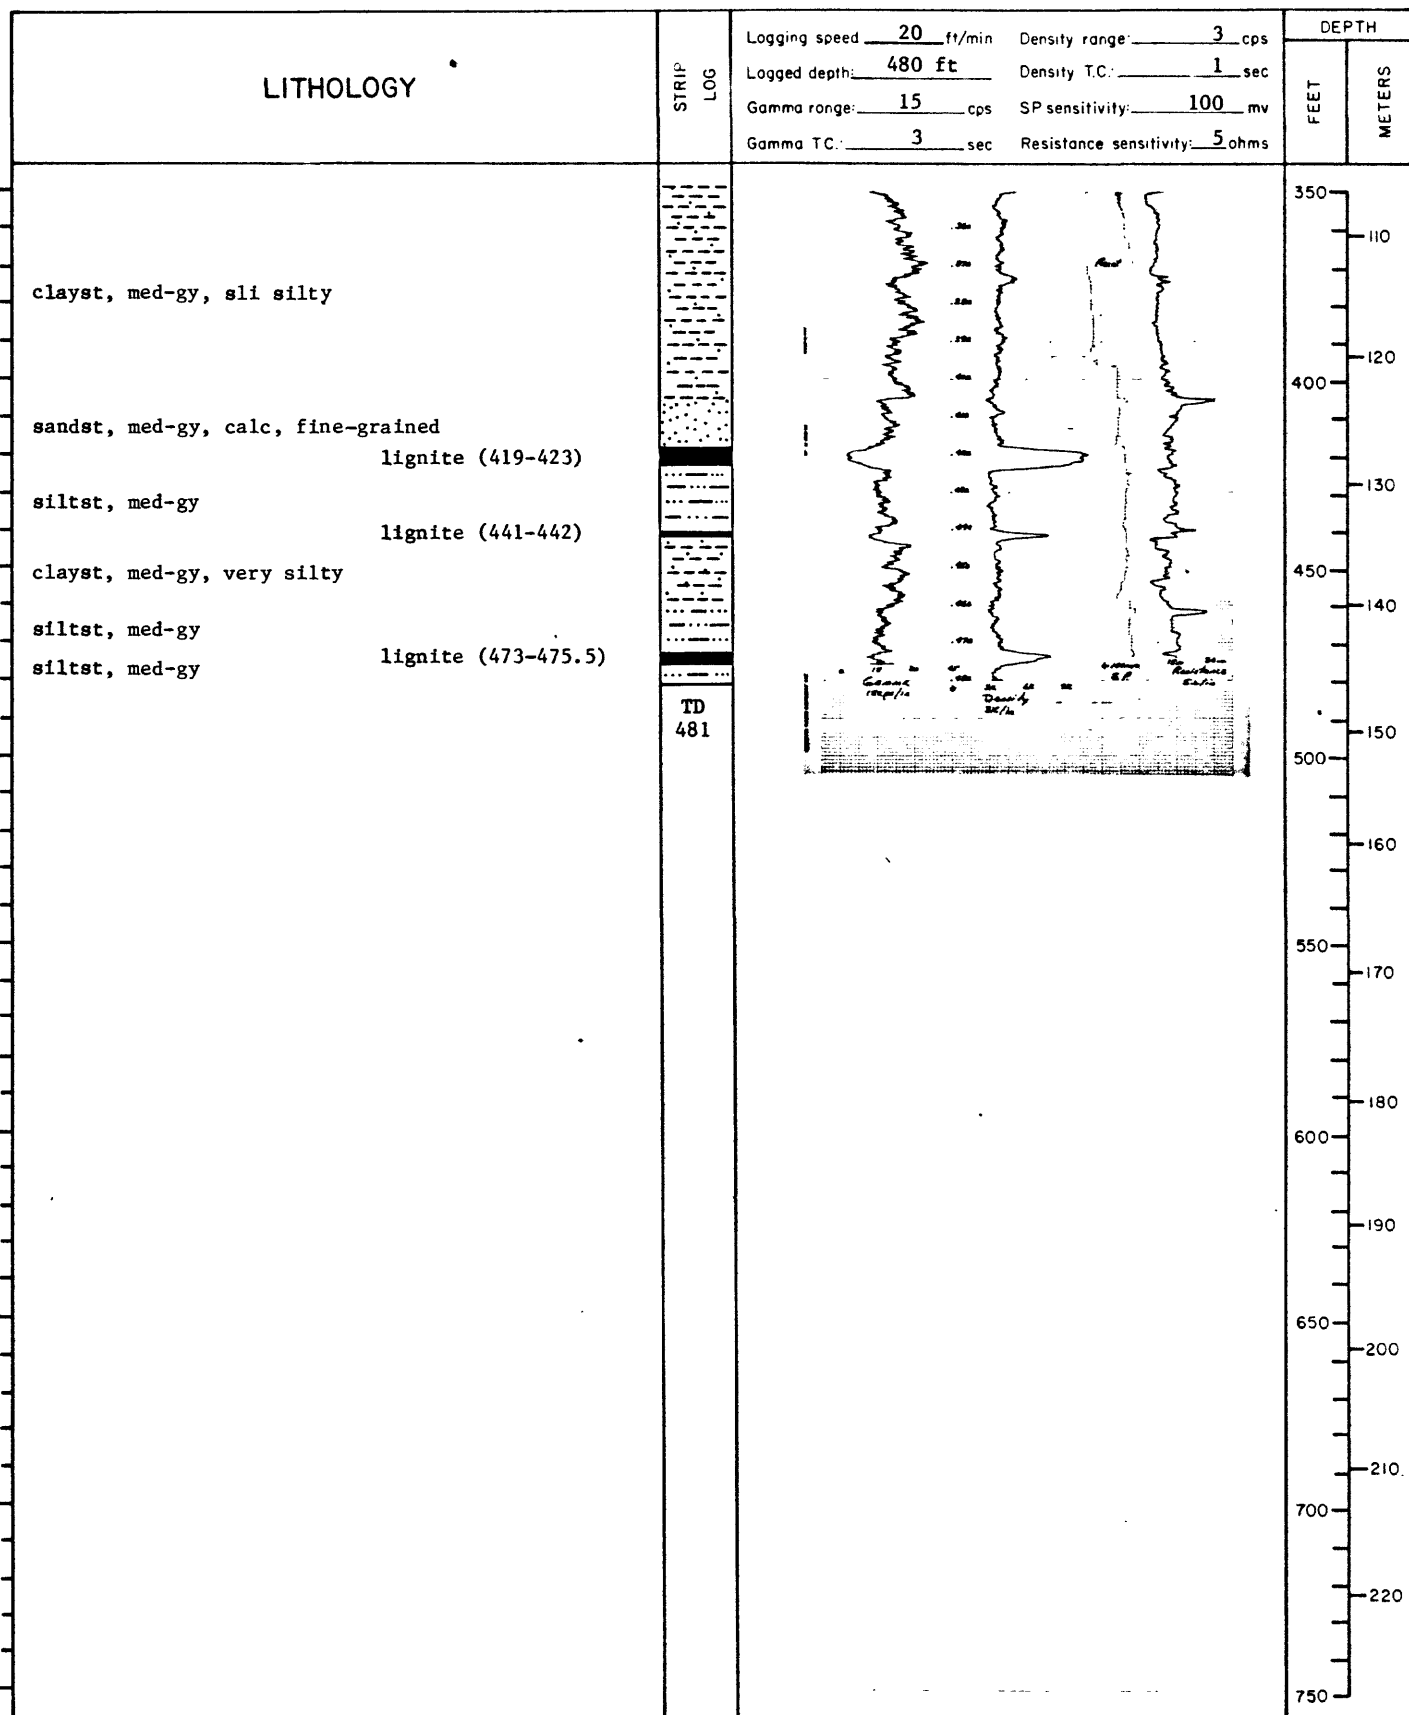 LITHOLOGY
STRIP LOG
Logging speed 20 ft/min Density range: 3 cps
Logged depth: 480 ft Density T.C.: 1 sec
Gamma range: 15 cps SP sensitivity: 100 mv
Gamma T.C.: 3 sec Resistance sensitivity: 5 ohms
DEPTH
FEET
METERS
clayst, med-gy, sli silty
sandst, med-gy, calc, fine-grained
lignite (419-423)
siltst, med-gy
lignite (441-442)
clayst, med-gy, very silty
siltst, med-gy
lignite (473-475.5)
siltst, med-gy
TD
481
Gamma
Density
S.P.
Resistance
350
110
120
400
130
450
140
150
500
160
550
170
180
600
190
650
200
210
700
220
750